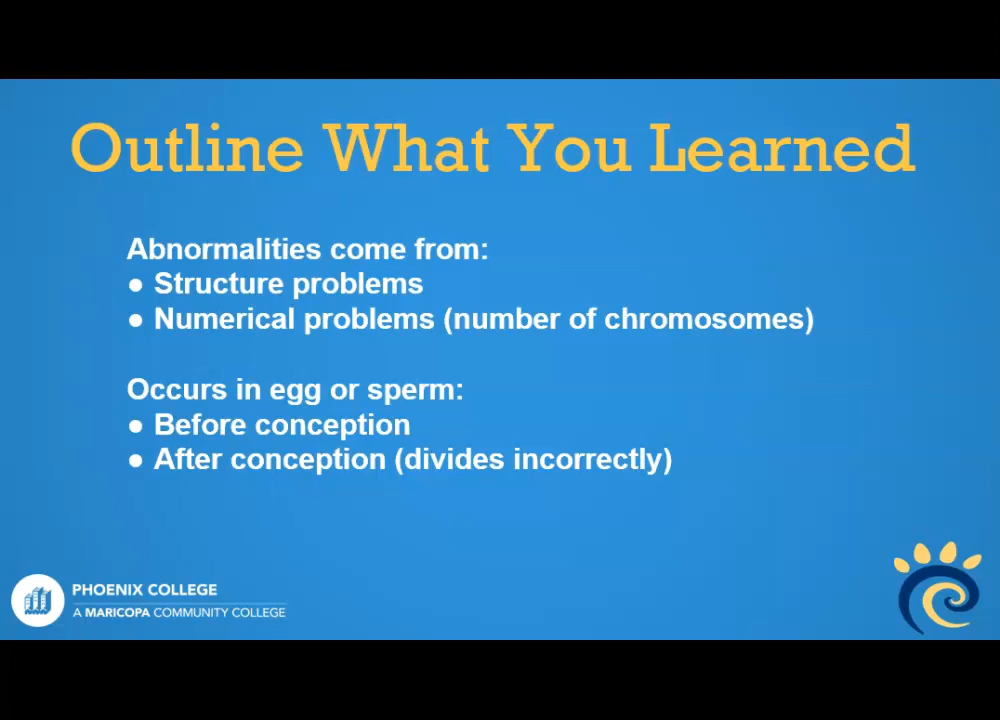 Outline What You Learned
Abnormalities come from:
● Structure problems
● Numerical problems (number of chromosomes)
Occurs in egg or sperm:
● Before conception
● After conception (divides incorrectly)
PHOENIX COLLEGE
A MARICOPA COMMUNITY COLLEGE